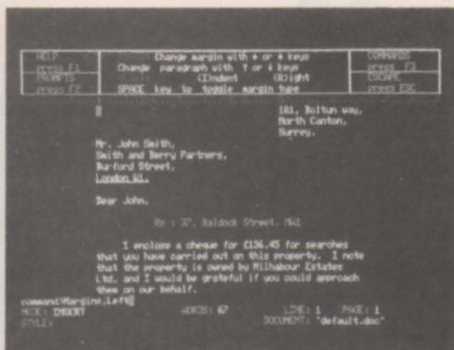 HELP Change margin with ← or → keys COMMANDS
press F1 Change paragraph with ↑ or ↓ keys press F3
PROMPTS (I)ndent (R)ight ESCAPE
press F2 SPACE key to toggle margin type press ESC
101, Boltun way,
North Canton,
Surrey.
Mr. John Smith,
Smith and Berry Partners,
Burford Street,
London W1.
Dear John,
Re : 37, Baldock Street, NW1
I enclose a cheque for £136.45 for searches
that you have carried out on this property. I note
that the property is owned by Milhabour Estates
Ltd. and I would be grateful if you could approach
them on our behalf.
command:Margins,Left
MODE: INSERT WORDS: 67 LINE: 1 PAGE: 1
STYLE: DOCUMENT: "default.doc"